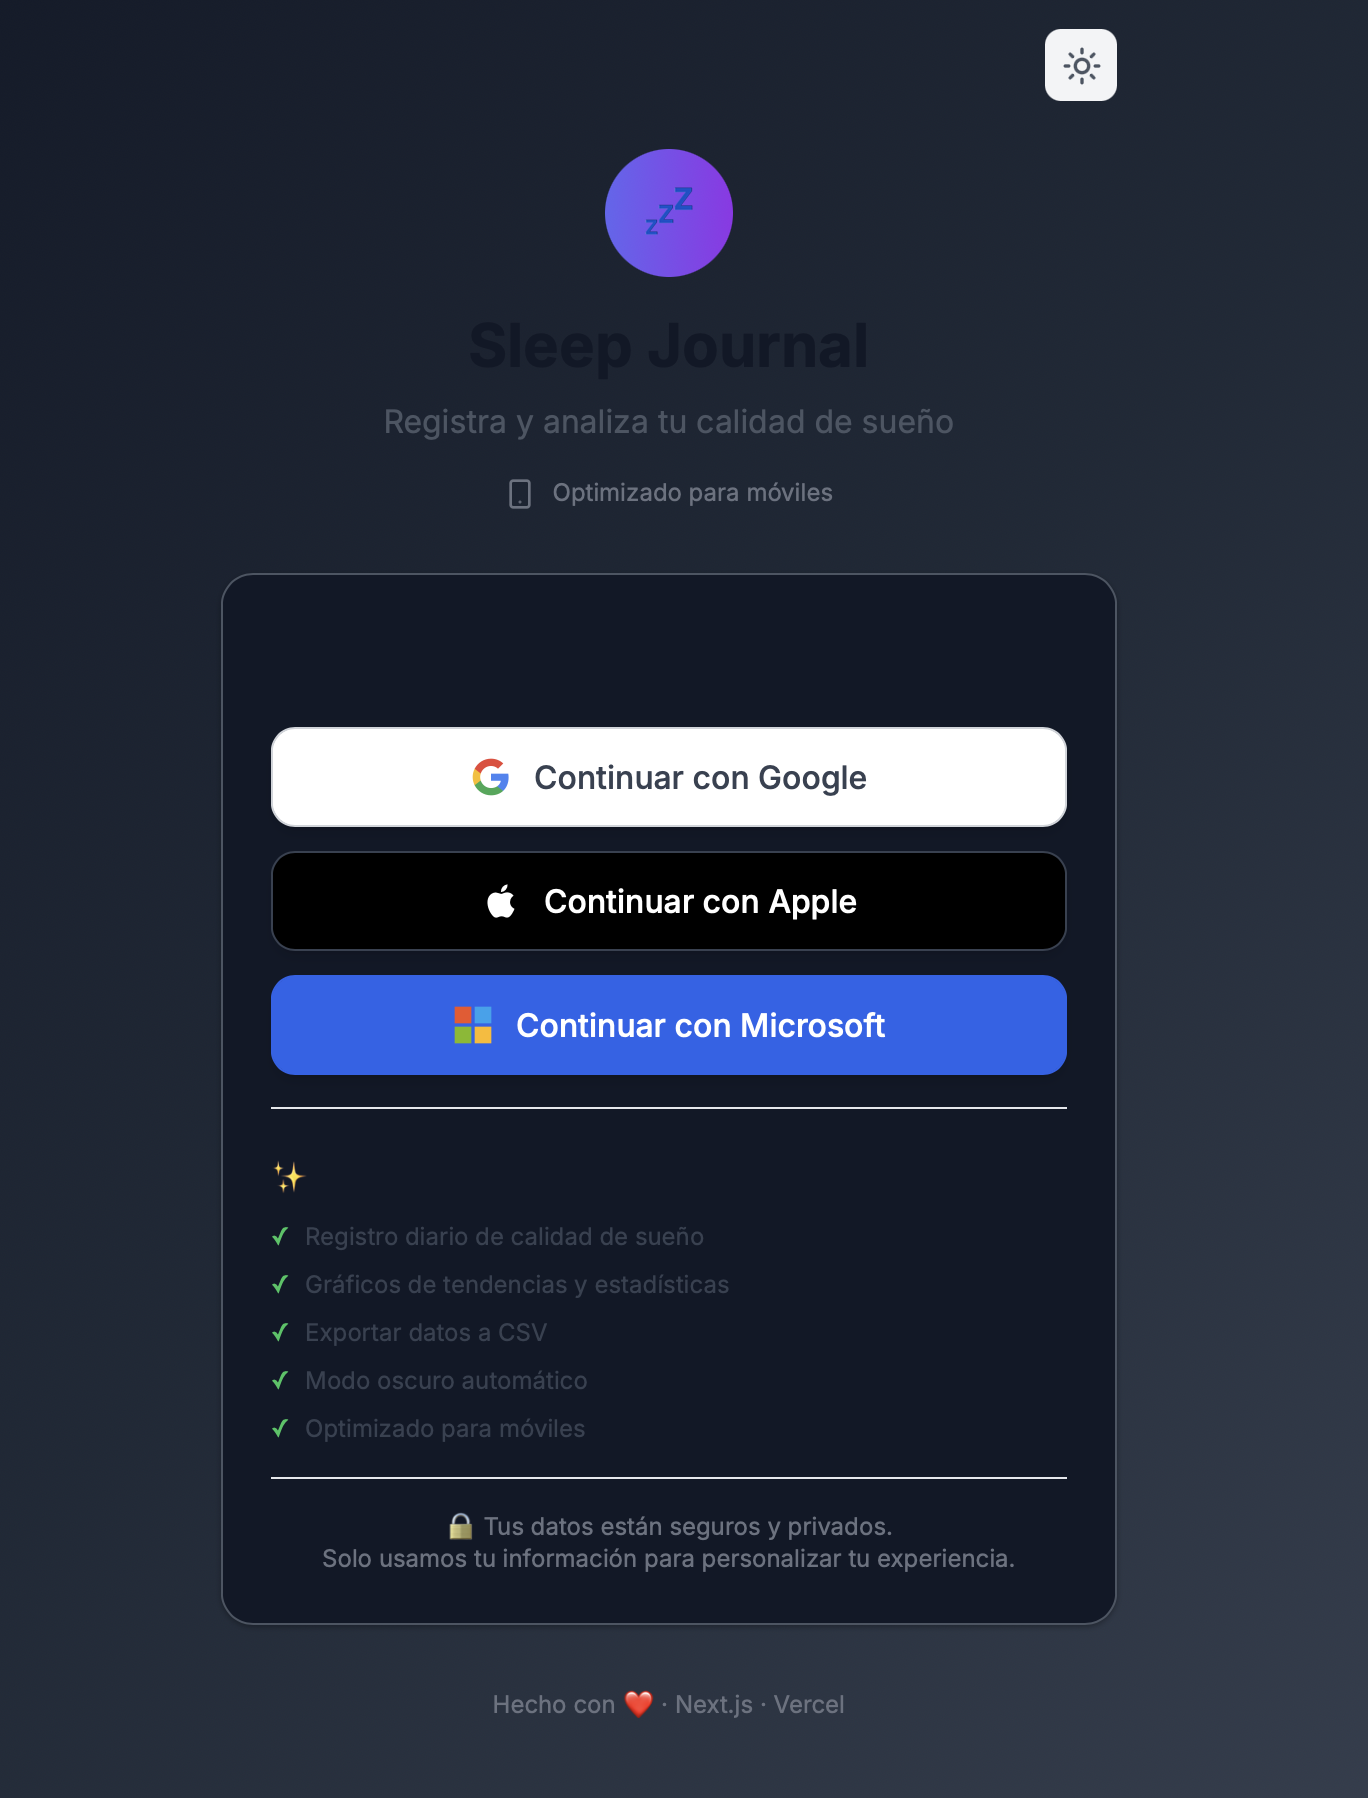 Sleep Journal
Registra y analiza tu calidad de sueño
Optimizado para móviles
Continuar con Google
Continuar con Apple
Continuar con Microsoft
Registro diario de calidad de sueño
Gráficos de tendencias y estadísticas
Exportar datos a CSV
Modo oscuro automático
Optimizado para móviles
🔒 Tus datos están seguros y privados.
Solo usamos tu información para personalizar tu experiencia.
Hecho con ❤️ · Next.js · Vercel